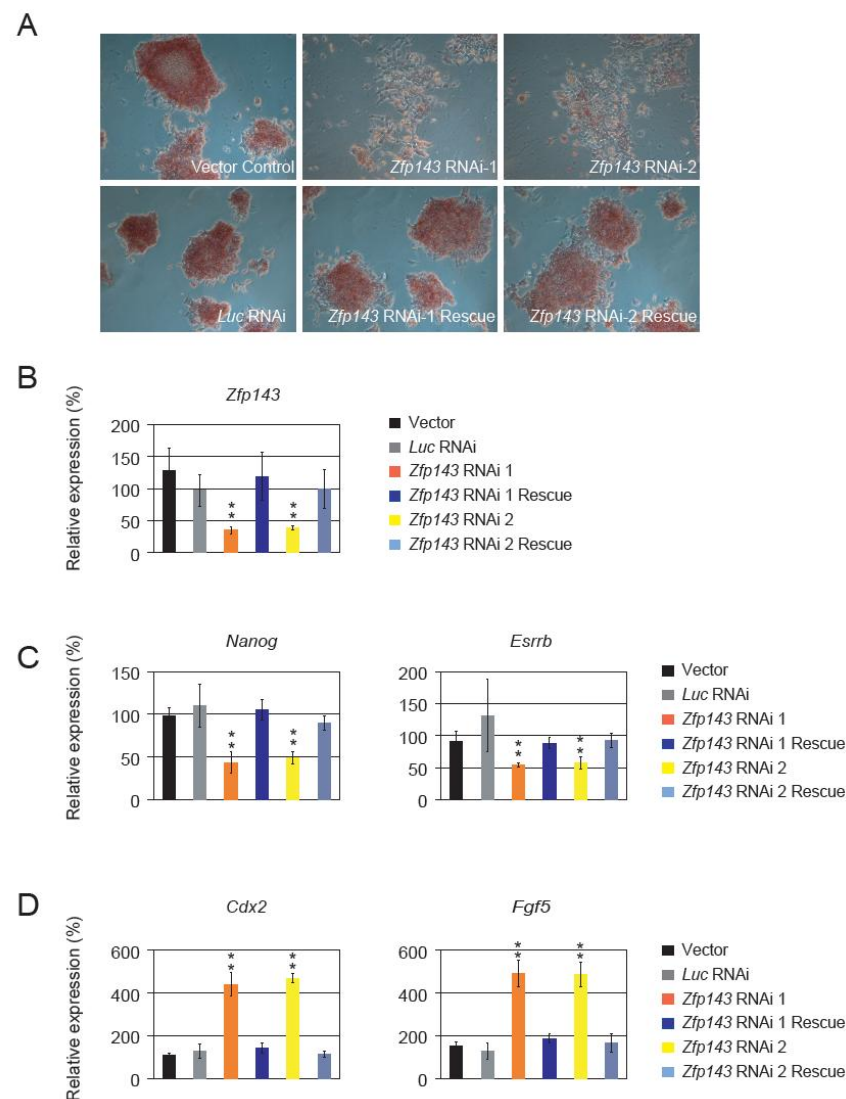 A
Vector Control
Zfp143 RNAi-1
Zfp143 RNAi-2
Luc RNAi
Zfp143 RNAi-1 Rescue
Zfp143 RNAi-2 Rescue
B
Relative expression (%)
Zfp143
200
150
100
50
0
**
**
Vector
Luc RNAi
Zfp143 RNAi 1
Zfp143 RNAi 1 Rescue
Zfp143 RNAi 2
Zfp143 RNAi 2 Rescue
C
Relative expression (%)
Nanog
150
100
50
0
**
**
Esrrb
200
150
100
50
0
**
**
Vector
Luc RNAi
Zfp143 RNAi 1
Zfp143 RNAi 1 Rescue
Zfp143 RNAi 2
Zfp143 RNAi 2 Rescue
D
Relative expression (%)
Cdx2
600
400
200
0
**
**
Fgf5
600
400
200
0
**
**
Vector
Luc RNAi
Zfp143 RNAi 1
Zfp143 RNAi 1 Rescue
Zfp143 RNAi 2
Zfp143 RNAi 2 Rescue